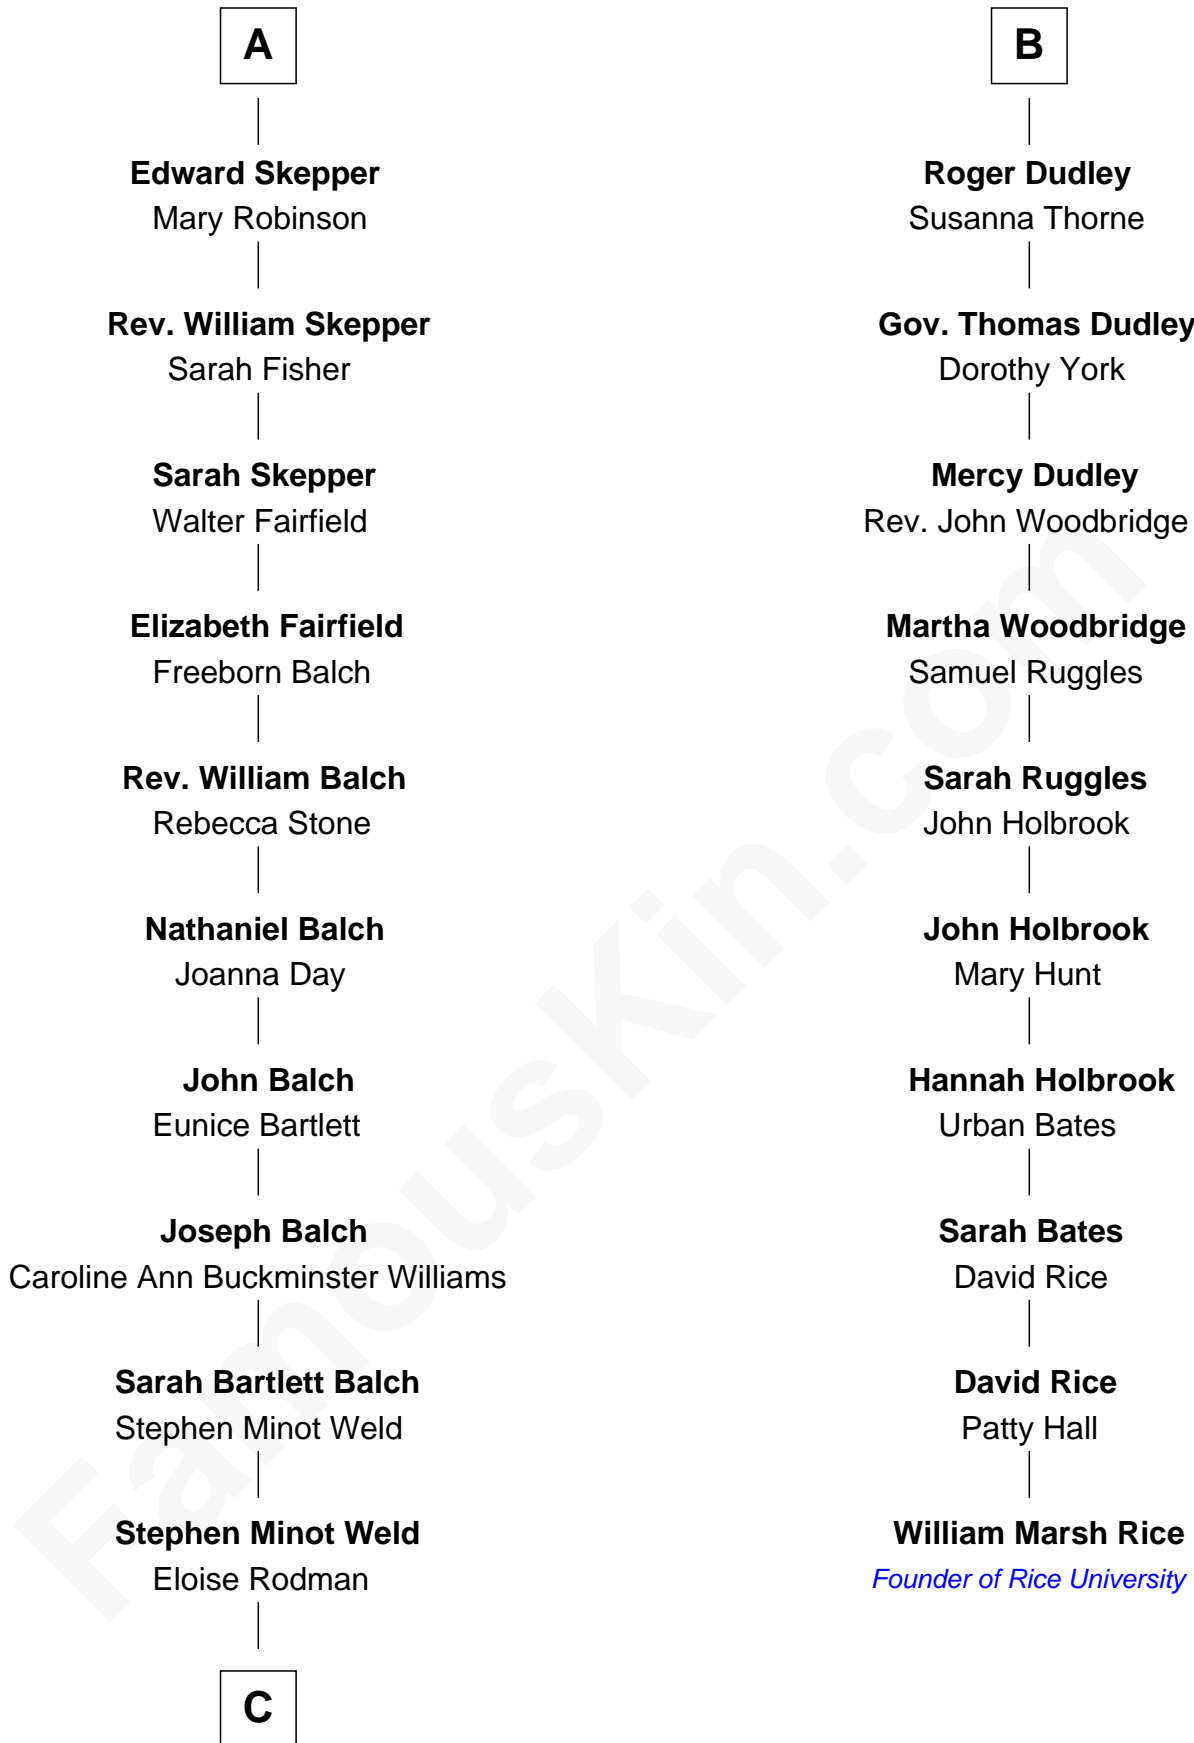 A
Edward Skepper
Mary Robinson
Rev. William Skepper
Sarah Fisher
Sarah Skepper
Walter Fairfield
Elizabeth Fairfield
Freeborn Balch
Rev. William Balch
Rebecca Stone
Nathaniel Balch
Joanna Day
John Balch
Eunice Bartlett
Joseph Balch
Caroline Ann Buckminster Williams
Sarah Bartlett Balch
Stephen Minot Weld
Stephen Minot Weld
Eloise Rodman
C
B
Roger Dudley
Susanna Thorne
Gov. Thomas Dudley
Dorothy York
Mercy Dudley
Rev. John Woodbridge
Martha Woodbridge
Samuel Ruggles
Sarah Ruggles
John Holbrook
John Holbrook
Mary Hunt
Hannah Holbrook
Urban Bates
Sarah Bates
David Rice
David Rice
Patty Hall
William Marsh Rice
Founder of Rice University
FamousKin.com